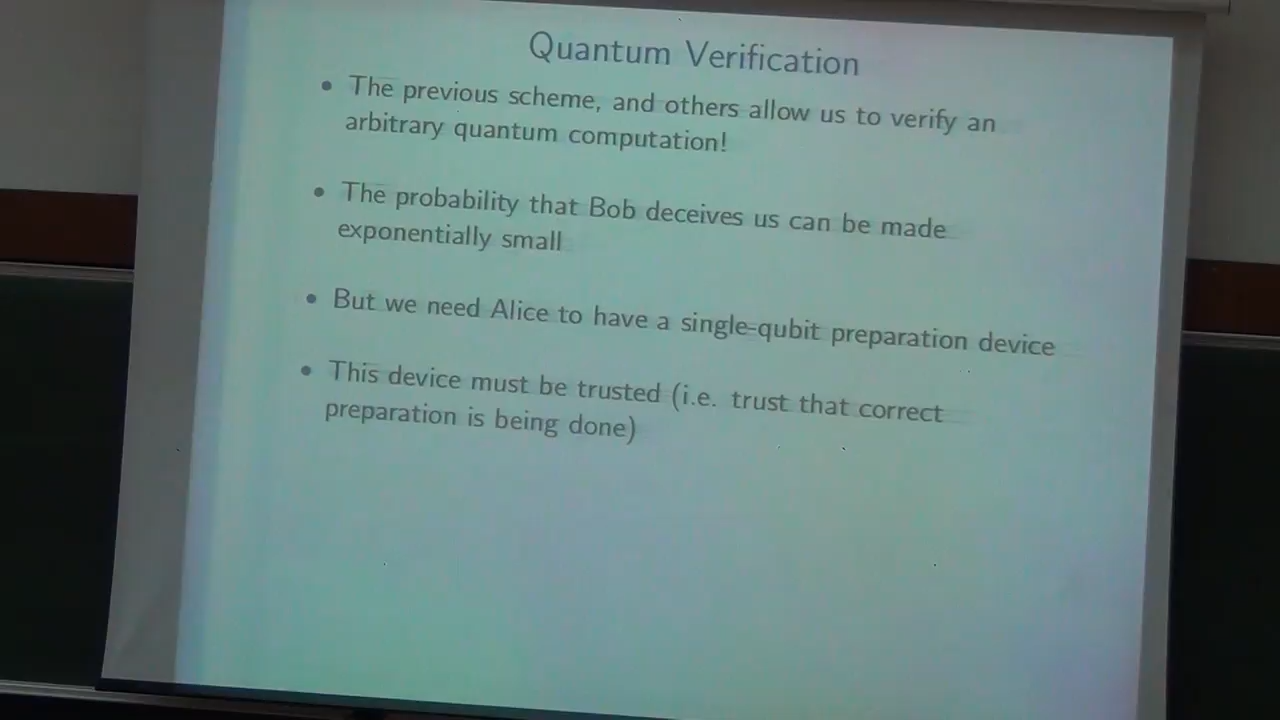 Quantum Verification
• The previous scheme, and others allow us to verify an
arbitrary quantum computation!
• The probability that Bob deceives us can be made
exponentially small
• But we need Alice to have a single-qubit preparation device
• This device must be trusted (i.e. trust that correct
preparation is being done)